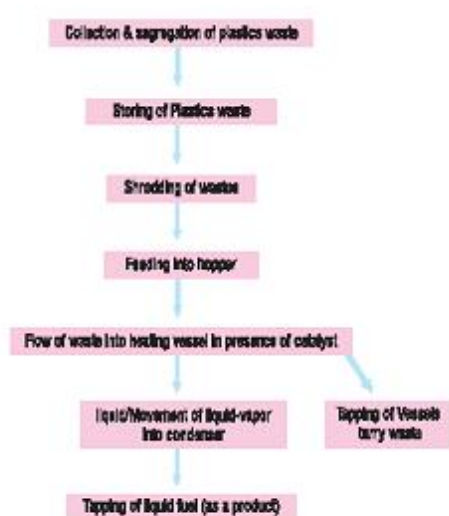 Collection & segregation of plastics waste
Storing of Plastics waste
Shredding of wastes
Feeding into hopper
Flow of waste into heating vessel in presence of catalyst
liquid/Movement of liquid-vapor
into condenser
Tapping of Vessels
waste
Tapping of liquid fuel (as a product)